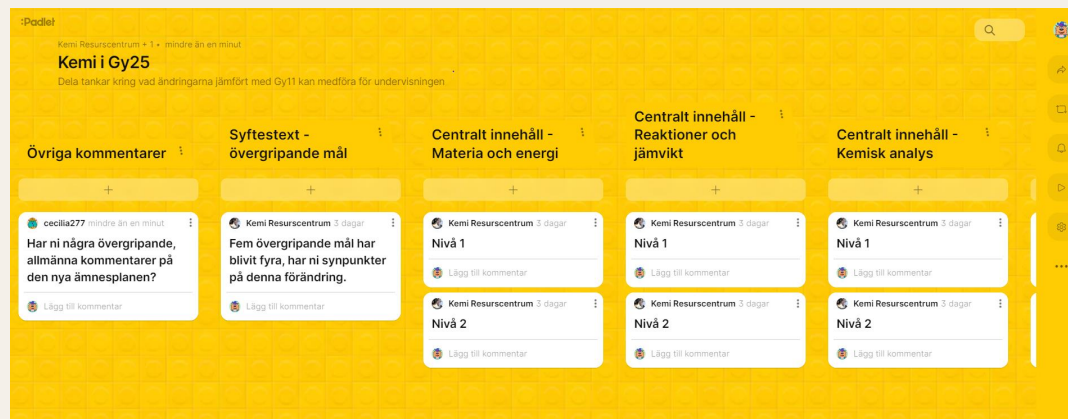 :Padlet
Kemi Resurscentrum + 1 • mindre än en minut
Kemi i Gy25
Dela tankar kring vad ändringarna jämfört med Gy11 kan medföra för undervisningen
Övriga kommentarer
cecilia277 mindre än en minut
Har ni några övergripande,
allmänna kommentarer på
den nya ämnesplanen?
Lägg till kommentar
Syftestext -
övergripande mål
Kemi Resurscentrum 3 dagar
Fem övergripande mål har
blivit fyra, har ni synpunkter
på denna förändring.
Lägg till kommentar
Centralt innehåll -
Materia och energi
Kemi Resurscentrum 3 dagar
Nivå 1
Lägg till kommentar
Kemi Resurscentrum 3 dagar
Nivå 2
Lägg till kommentar
Centralt innehåll -
Reaktioner och
jämvikt
Kemi Resurscentrum 3 dagar
Nivå 1
Lägg till kommentar
Kemi Resurscentrum 3 dagar
Nivå 2
Lägg till kommentar
Centralt innehåll -
Kemisk analys
Kemi Resurscentrum 3 dagar
Nivå 1
Lägg till kommentar
Kemi Resurscentrum 3 dagar
Nivå 2
Lägg till kommentar